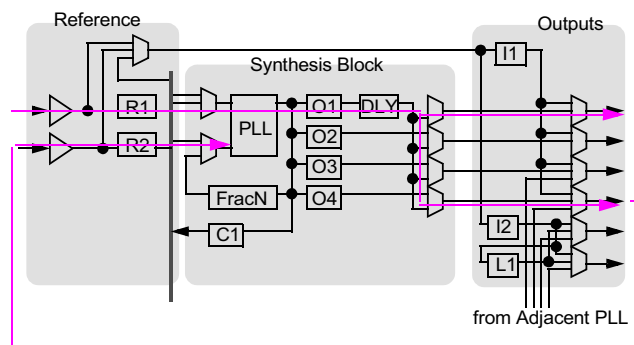 Reference
Outputs
I1
Synthesis Block
R1
O1
DLY
PLL
R2
O2
O3
FracN
O4
I2
C1
L1
from Adjacent PLL